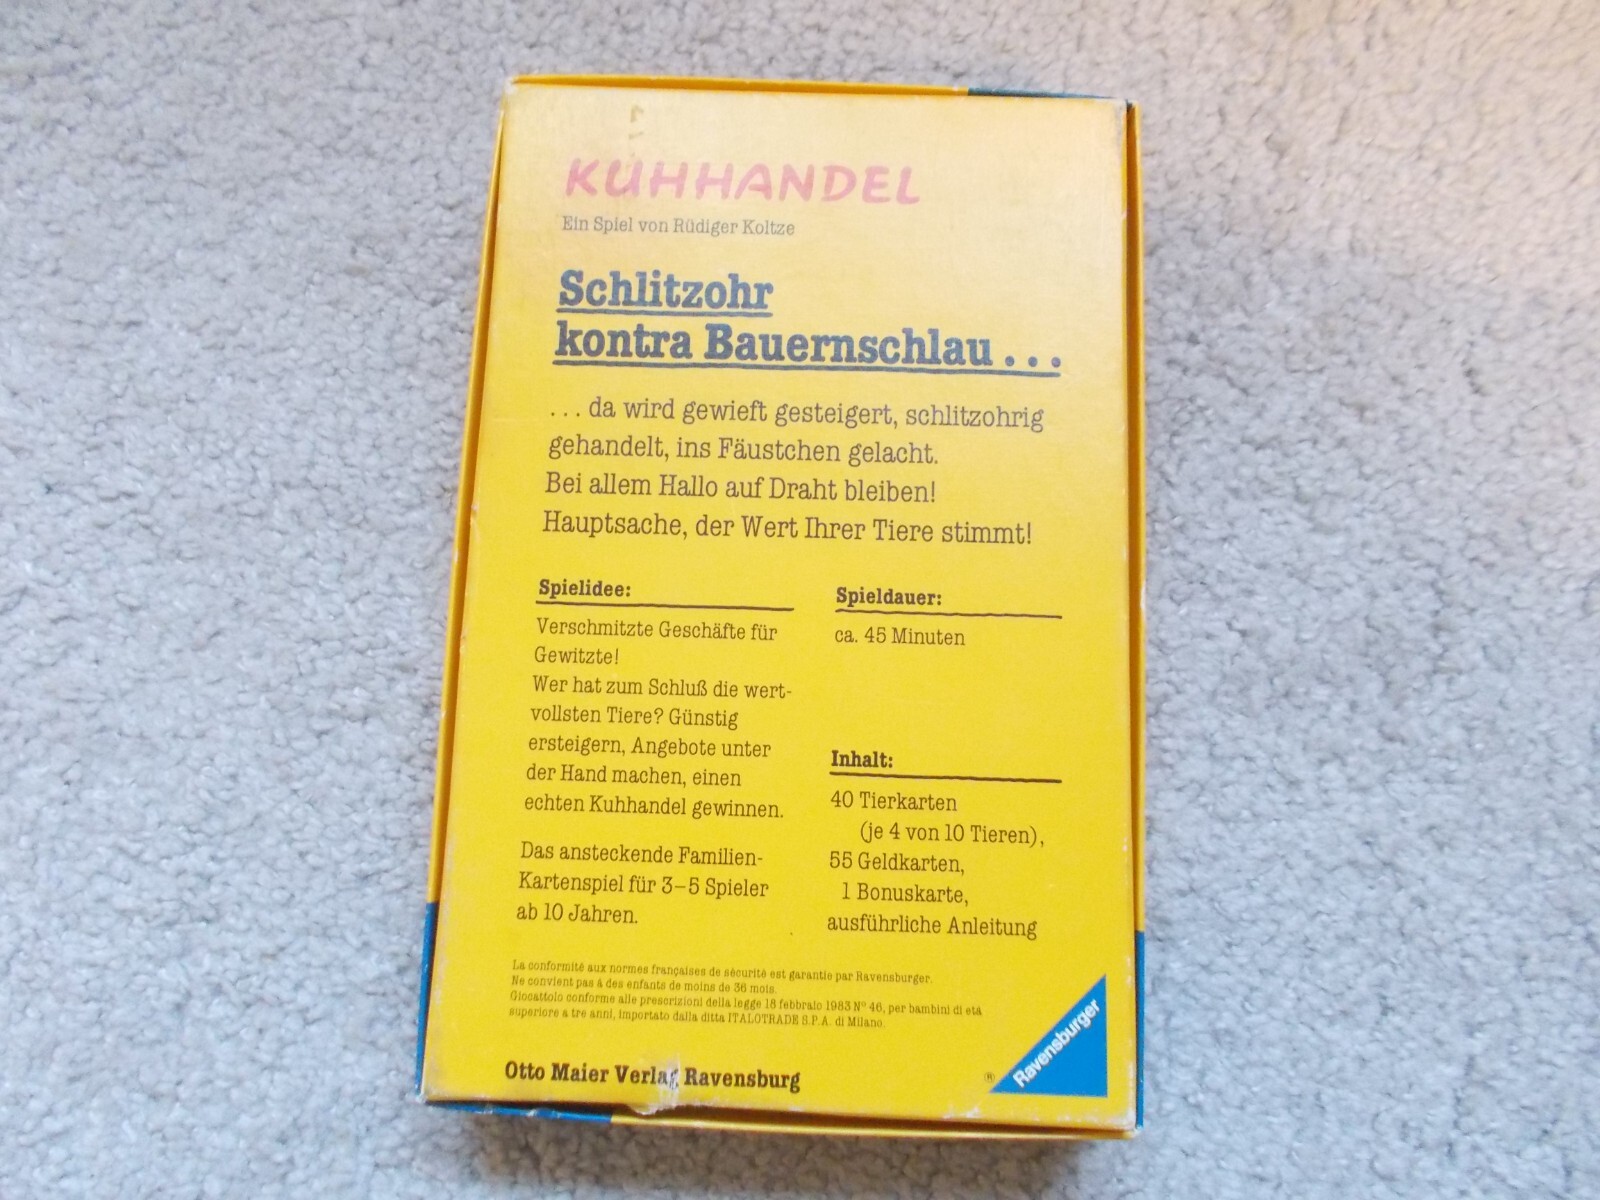 KUHHANDEL
Ein Spiel von Rüdiger Koltze
Schlitzohr
kontra Bauernschlau...
... da wird gewieft gesteigert, schlitzohrig
gehandelt, ins Fäustchen gelacht.
Bei allem Hallo auf Draht bleiben!
Hauptsache, der Wert Ihrer Tiere stimmt!
Spielidee:
Verschmitzte Geschäfte für
Gewitzte!
Wer hat zum Schluß die wert-
vollsten Tiere? Günstig
ersteigern, Angebote unter
der Hand machen, einen
echten Kuhhandel gewinnen.
Das ansteckende Familien-
Kartenspiel für 3–5 Spieler
ab 10 Jahren.
Spieldauer:
ca. 45 Minuten
Inhalt:
40 Tierkarten
(je 4 von 10 Tieren),
55 Geldkarten,
1 Bonuskarte,
ausführliche Anleitung
La conformité aux normes françaises de sécurité est garantie par Ravensburger.
Ne convient pas à des enfants de moins de 36 mois.
Giocattolo conforme alle prescrizioni della legge 18 febbraio 1983 N° 46, per bambini di età
superiore a tre anni, importato dalla ditta ITALOTRADE S.P.A. di Milano.
Otto Maier Verlag Ravensburg
® Ravensburger